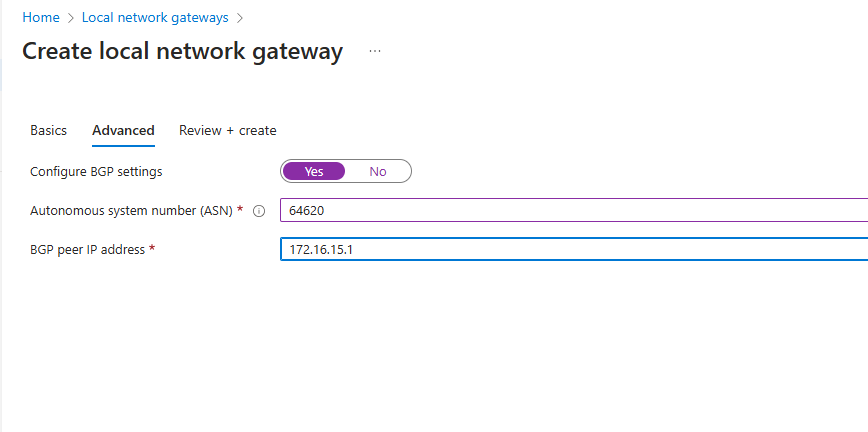 Home > Local network gateways >
Create local network gateway ...
Basics Advanced Review + create
Configure BGP settings Yes No
Autonomous system number (ASN) * 64620
BGP peer IP address * 172.16.15.1